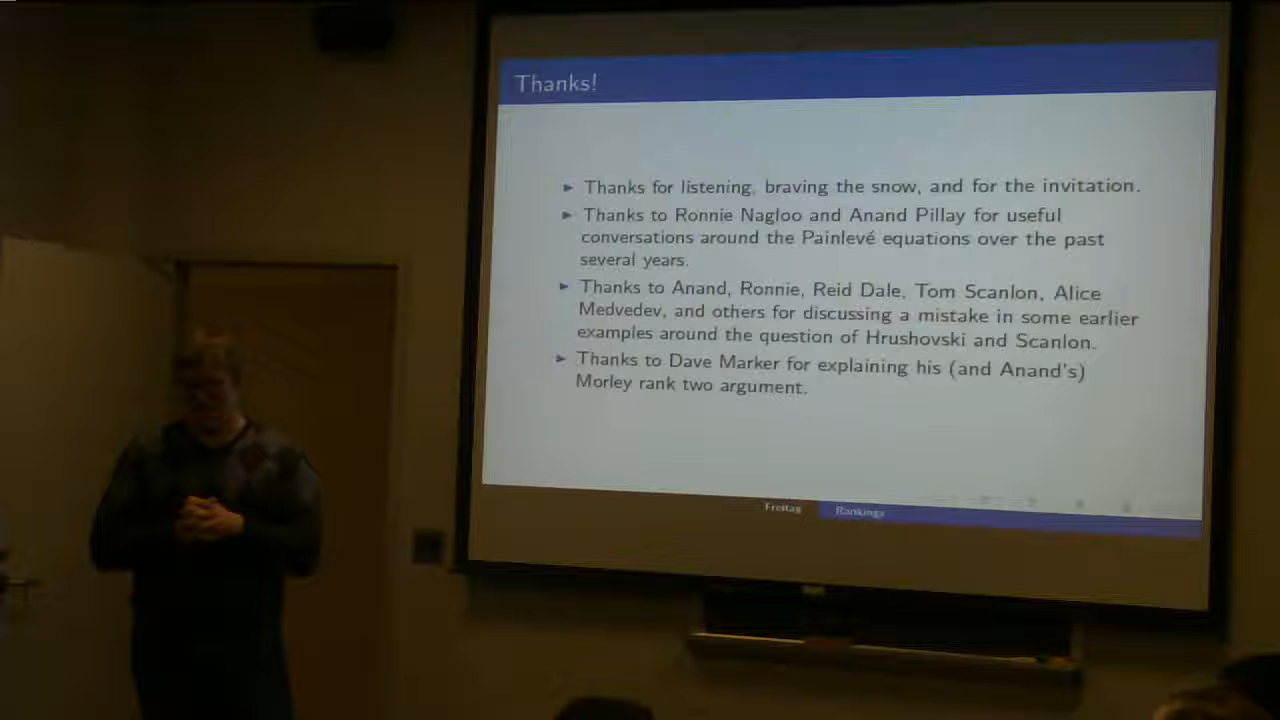 Thanks!
► Thanks for listening, braving the snow, and for the invitation.
► Thanks to Ronnie Nagloo and Anand Pillay for useful
conversations around the Painlevé equations over the past
several years.
► Thanks to Anand, Ronnie, Reid Dale, Tom Scanlon, Alice
Medvedev, and others for discussing a mistake in some earlier
examples around the question of Hrushovski and Scanlon.
► Thanks to Dave Marker for explaining his (and Anand's)
Morley rank two argument.
Freitag Rankings